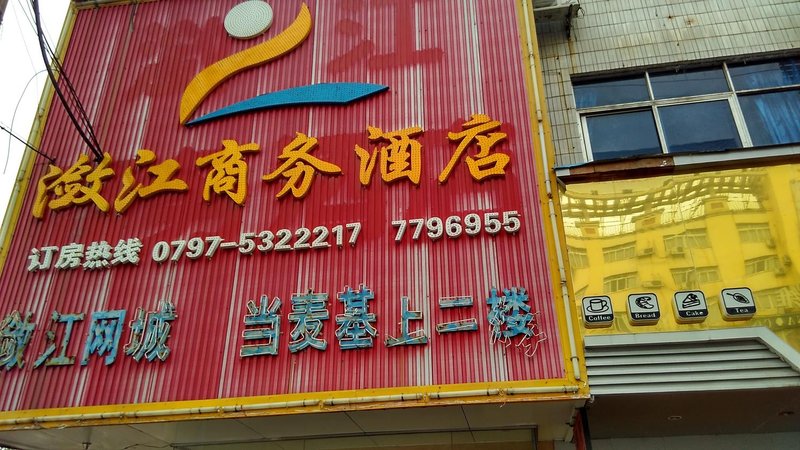 江
潋江商务酒店
订房热线 0797-5322217 7796955
潋江网城 当麦基上二楼
Coffee Bread Cake Tea